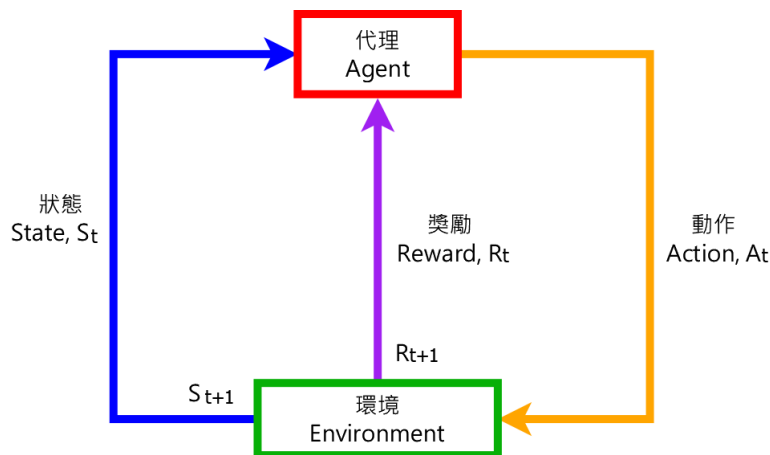 代理
Agent
狀態
State, St
獎勵
Reward, Rt
動作
Action, At
Rt+1
St+1
環境
Environment